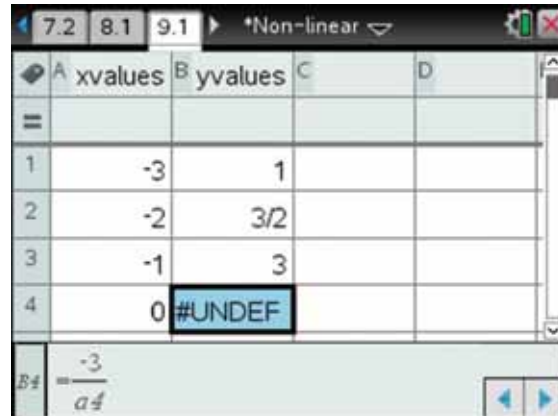 7.2 8.1 9.1 *Non-linear
A xvalues B yvalues C D
=
1 -3 1
2 -2 3/2
3 -1 3
4 0 #UNDEF
B4 =-3/a4